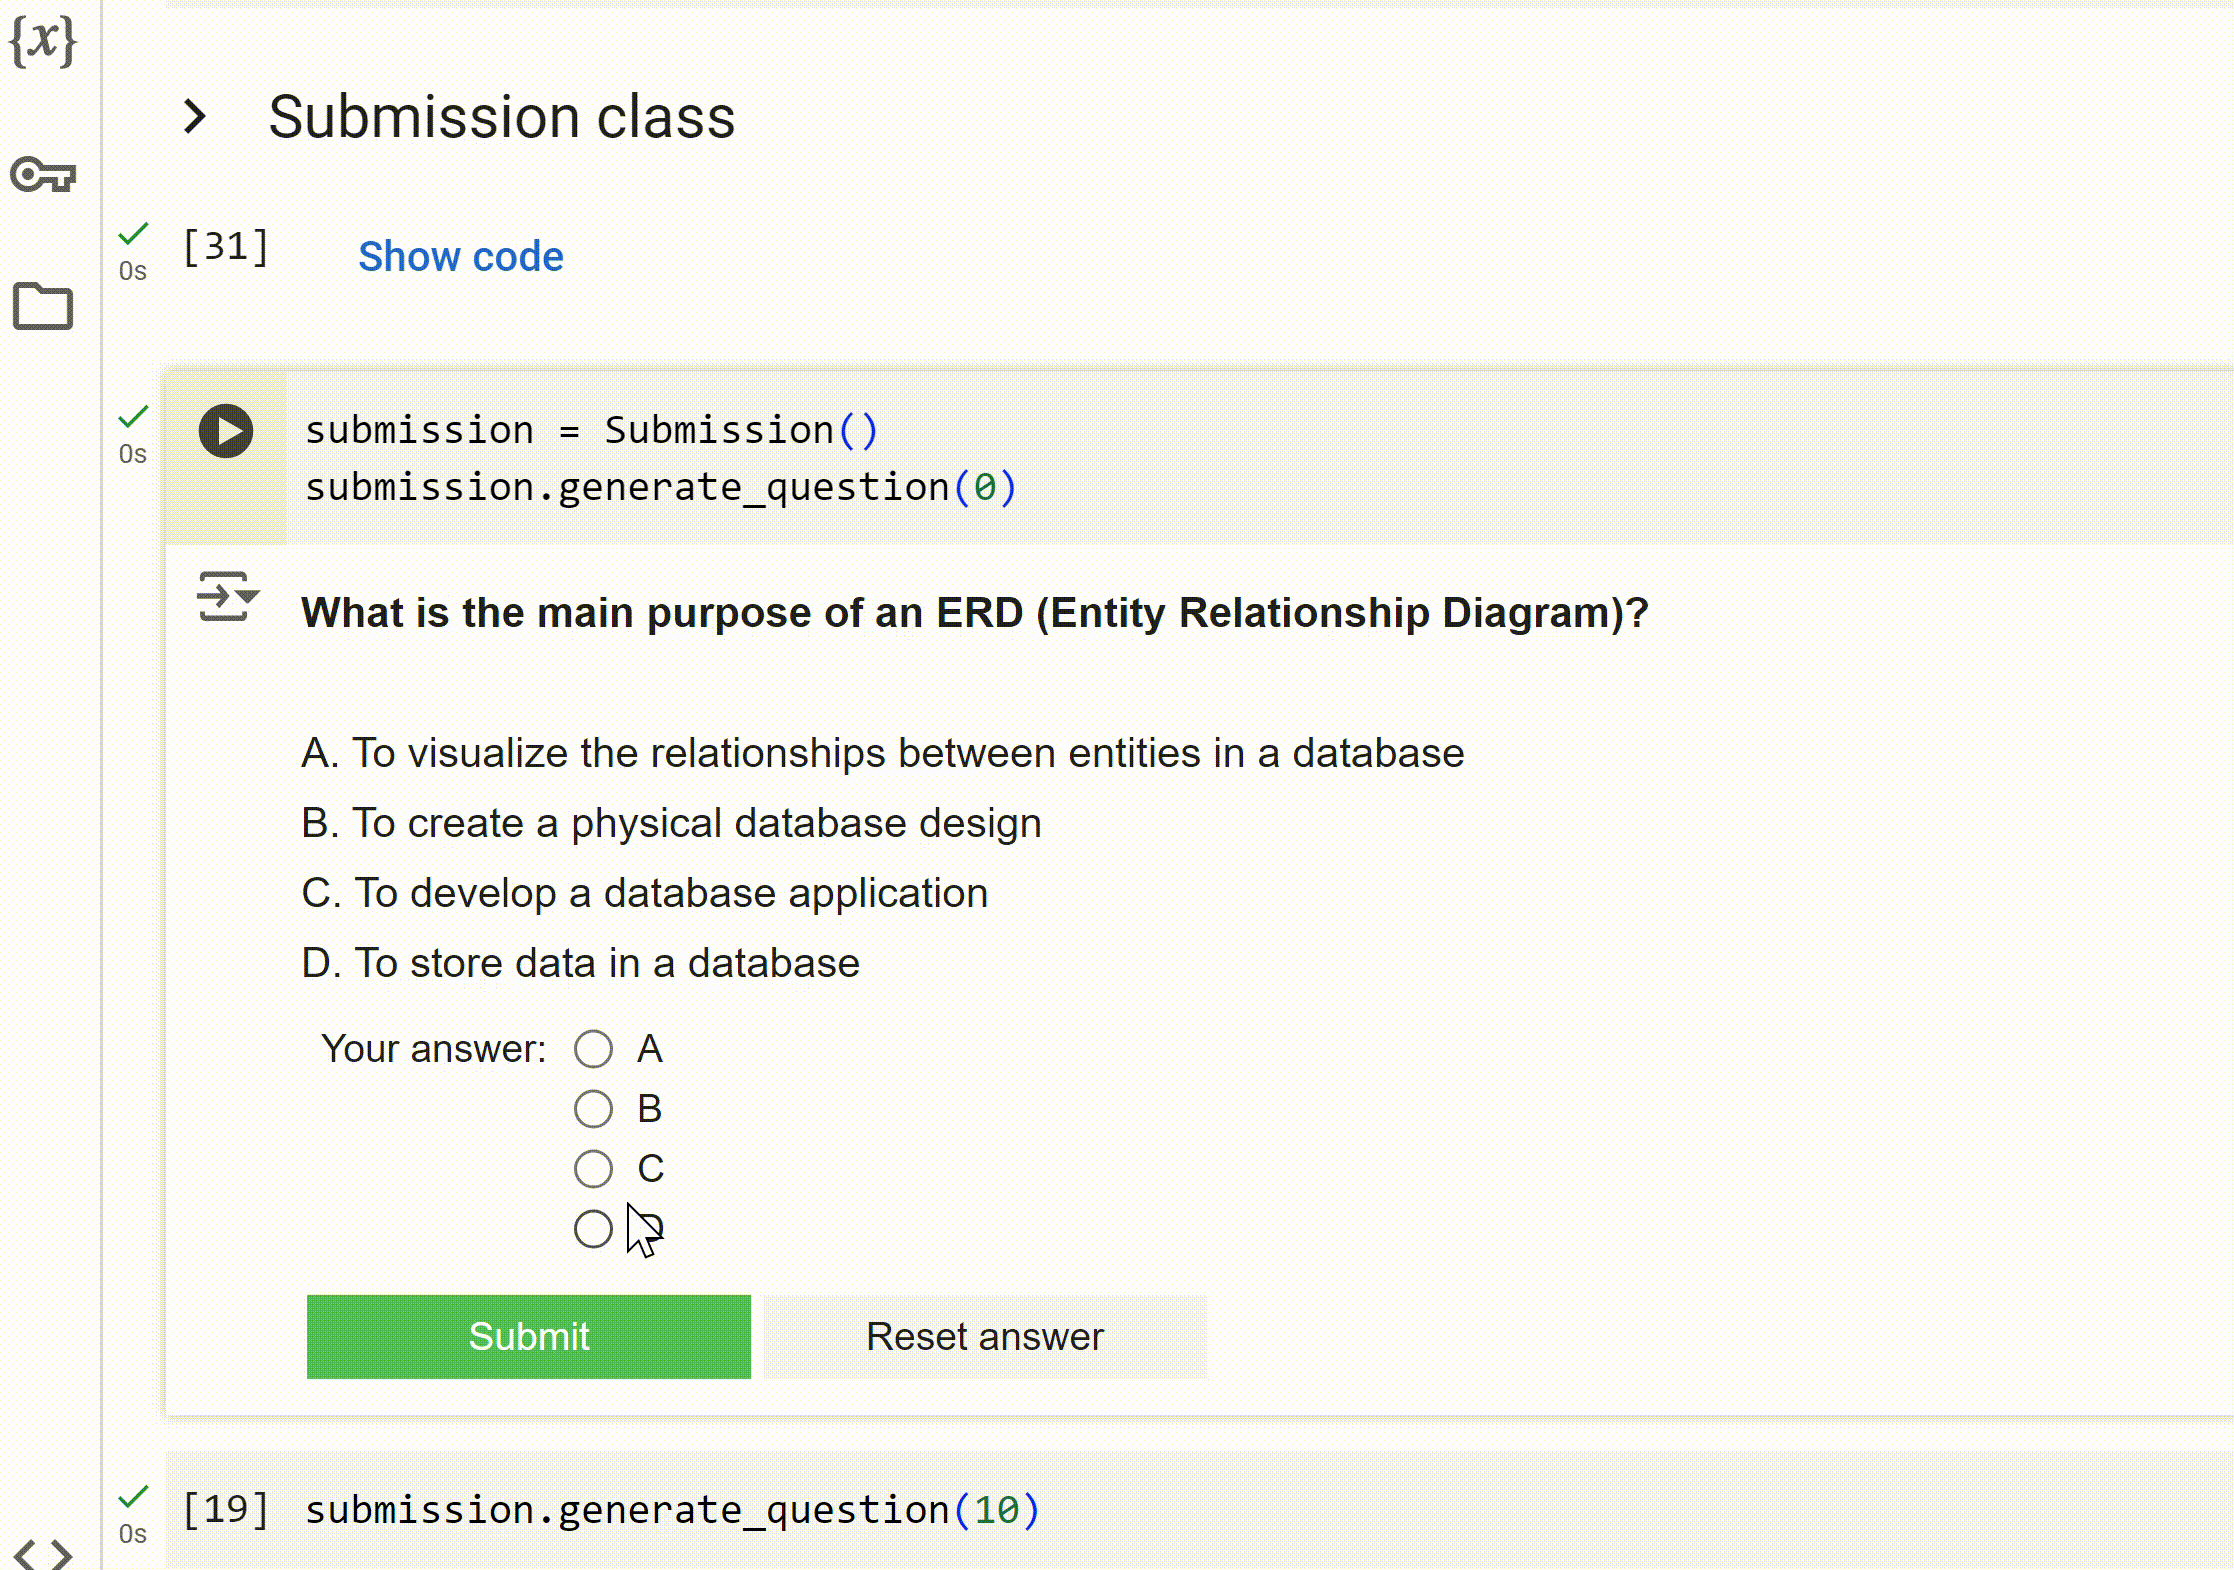 {x}
Submission class
[31] Show code
0s
submission = Submission()
0s
submission.generate_question(0)
What is the main purpose of an ERD (Entity Relationship Diagram)?
A. To visualize the relationships between entities in a database
B. To create a physical database design
C. To develop a database application
D. To store data in a database
Your answer: A
B
C
D
Submit Reset answer
[19] submission.generate_question(10)
0s